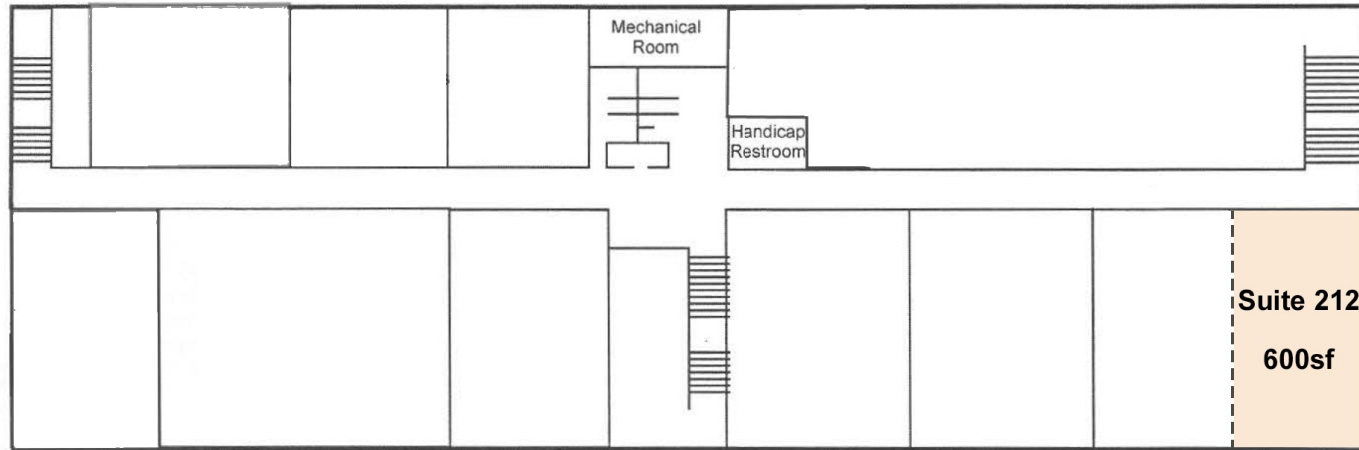 Mechanical
Room
Handicap
Restroom
Suite 212
600sf